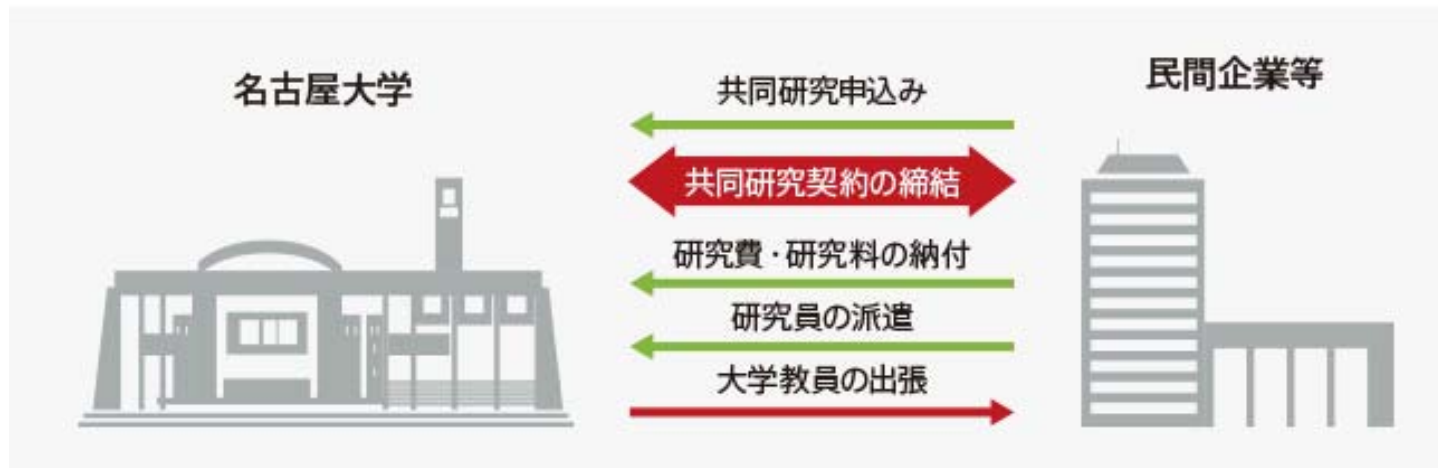 名古屋大学
民間企業等
共同研究申込み
共同研究契約の締結
研究費・研究料の納付
研究員の派遣
大学教員の出張